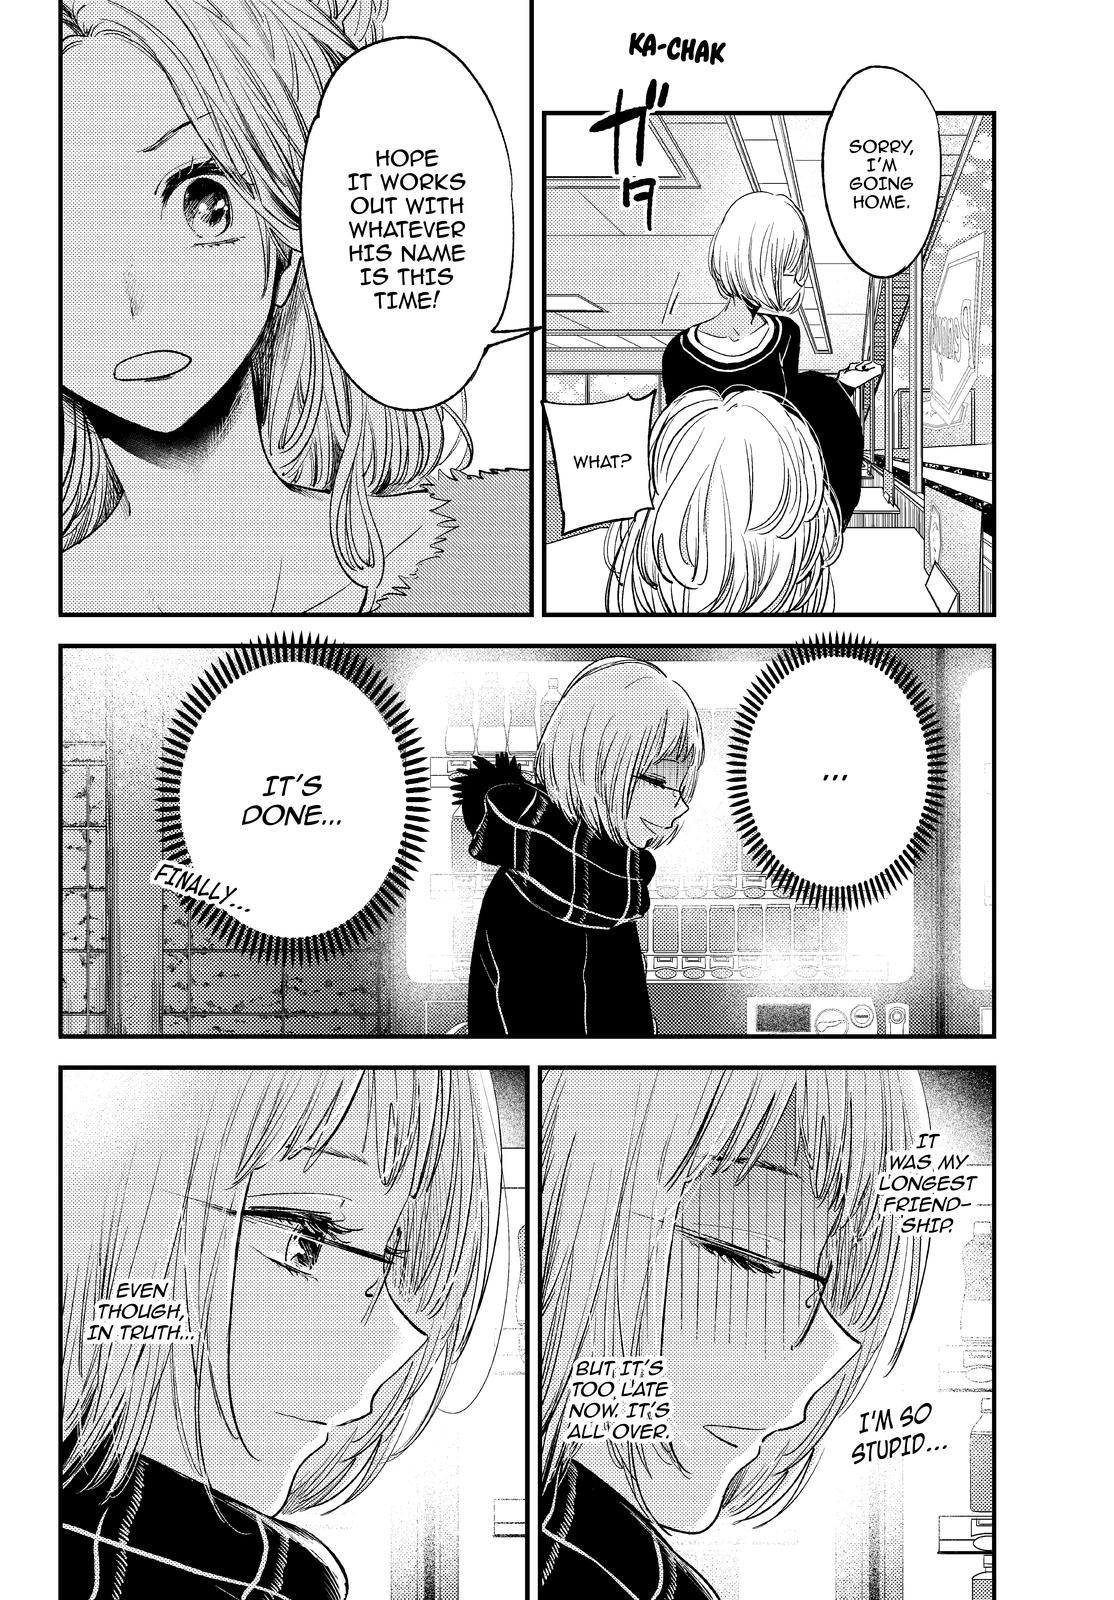 KA-CHAK
ガタ
SORRY,
I'M
GOING
HOME.
WHAT?
HOPE
IT WORKS
OUT WITH
WHATEVER
HIS NAME
IS THIS
TIME!
...
IT'S
DONE...
FINALLY...
IT
WAS MY
LONGEST
FRIEND-
SHIP.
I'M SO
STUPID...
BUT IT'S
TOO LATE
NOW. IT'S
ALL OVER.
EVEN
THOUGH,
IN TRUTH...